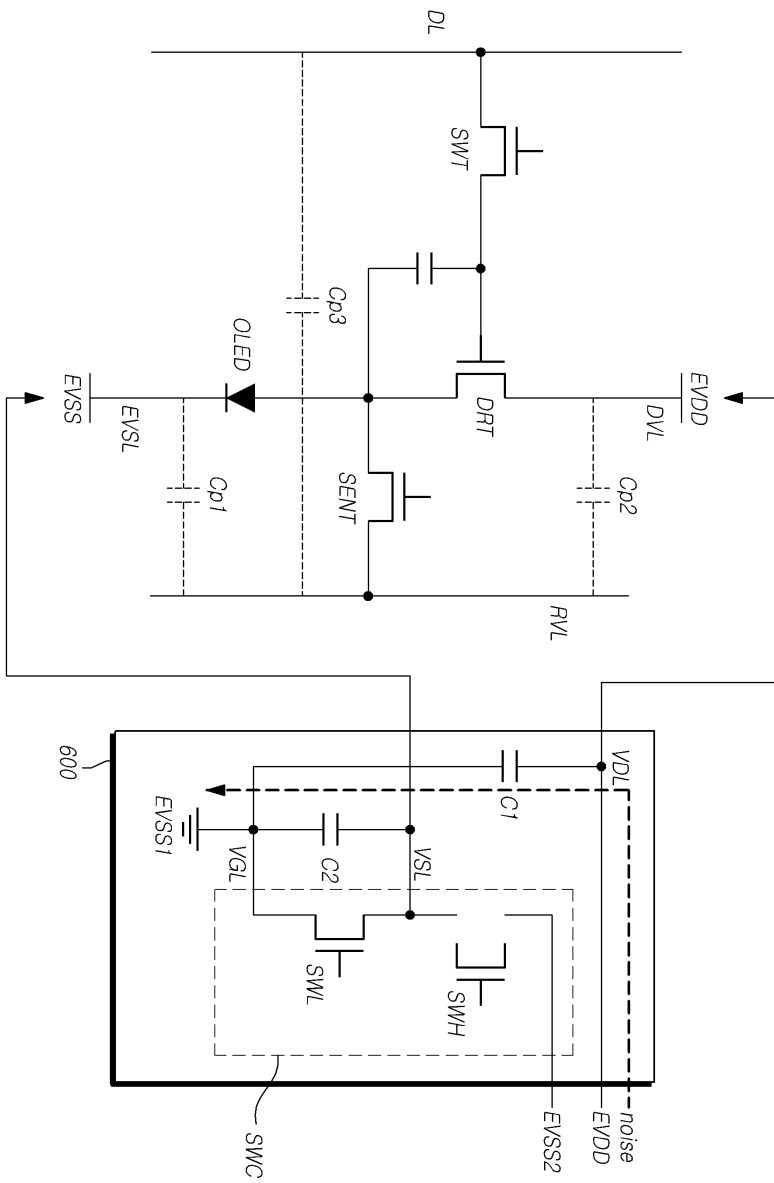 DL
SWT
Cp3
OLED
DRT
EVDD
DVL
EVSS
EVSL
Cp1
SENT
Cp2
RVL
600
EVSS1
VGL
C2
VSL
C1
VDL
SWL
SWH
noise
EVDD
EVSS2
SWC